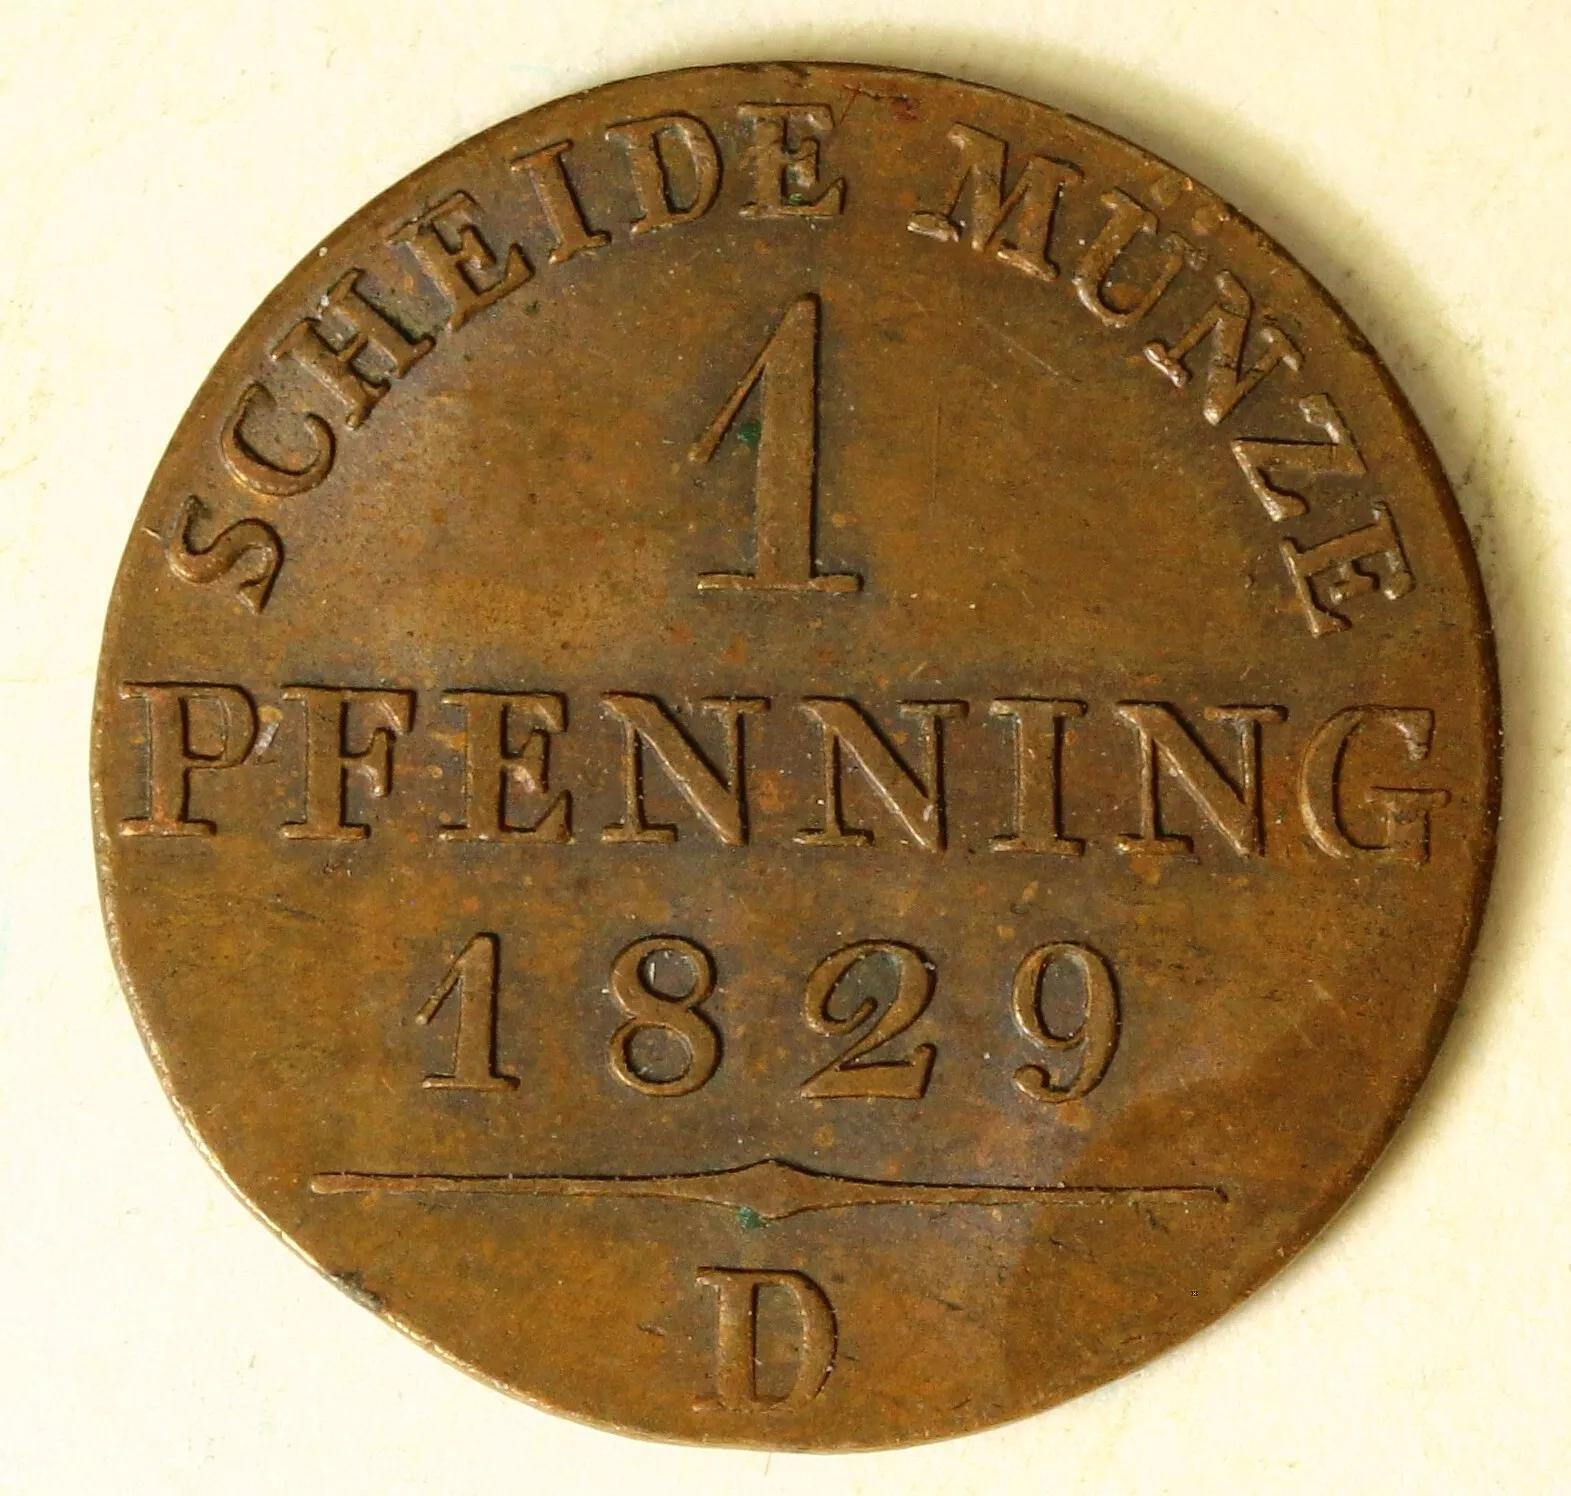 SCHEIDE MÜNZE
1
PFENNING
1829
D